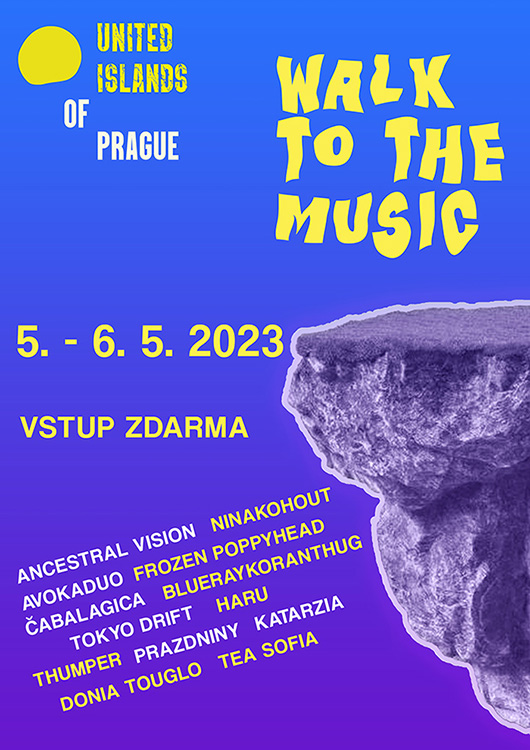 UNITED
ISLANDS
OF
PRAGUE
WALK
TO THE
MUSIC
5. - 6. 5. 2023
VSTUP ZDARMA
ANCESTRAL VISION NINAKOHOUT
AVOKADUO FROZEN POPPYHEAD
ČABALAGICA BLUERAYKORANTHUG
TOKYO DRIFT HARU
THUMPER PRAZDNINY KATARZIA
DONIA TOUGLO TEA SOFIA